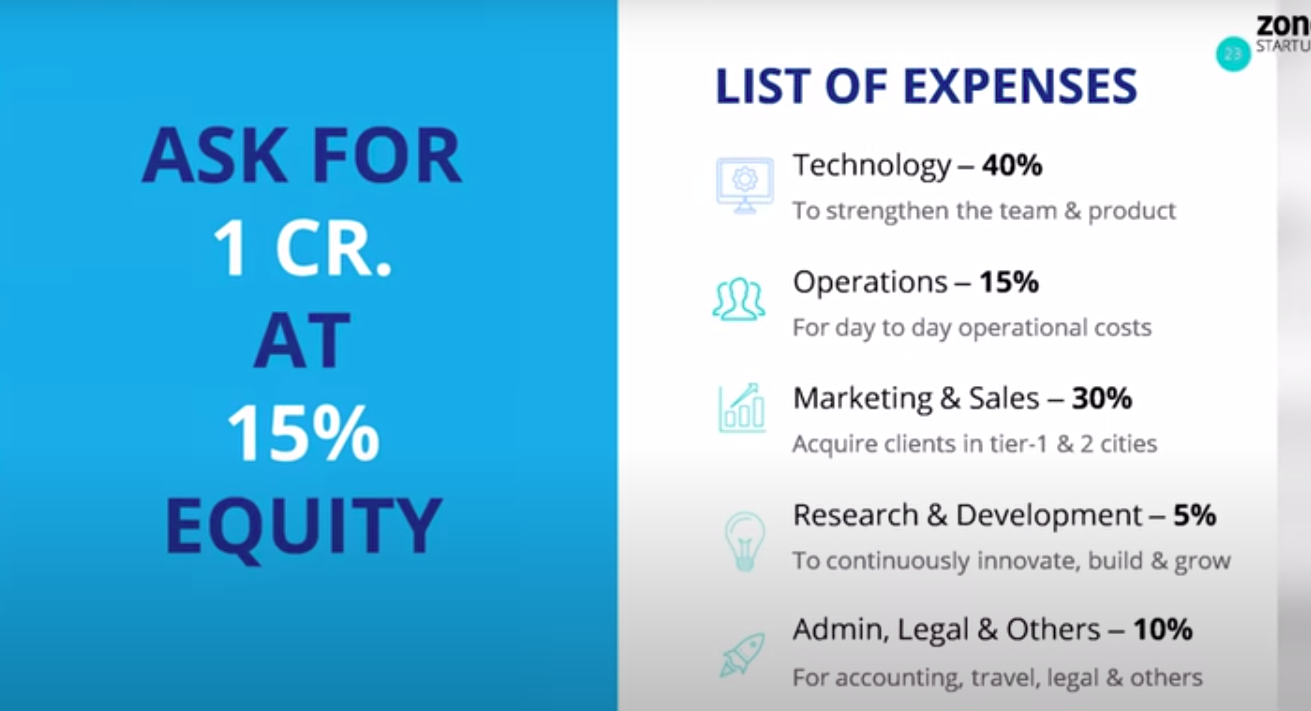 ASK FOR
1 CR.
AT
15%
EQUITY
23
STARTU
LIST OF EXPENSES
Technology – 40%
To strengthen the team & product
Operations – 15%
For day to day operational costs
Marketing & Sales – 30%
Acquire clients in tier-1 & 2 cities
Research & Development – 5%
To continuously innovate, build & grow
Admin, Legal & Others – 10%
For accounting, travel, legal & others